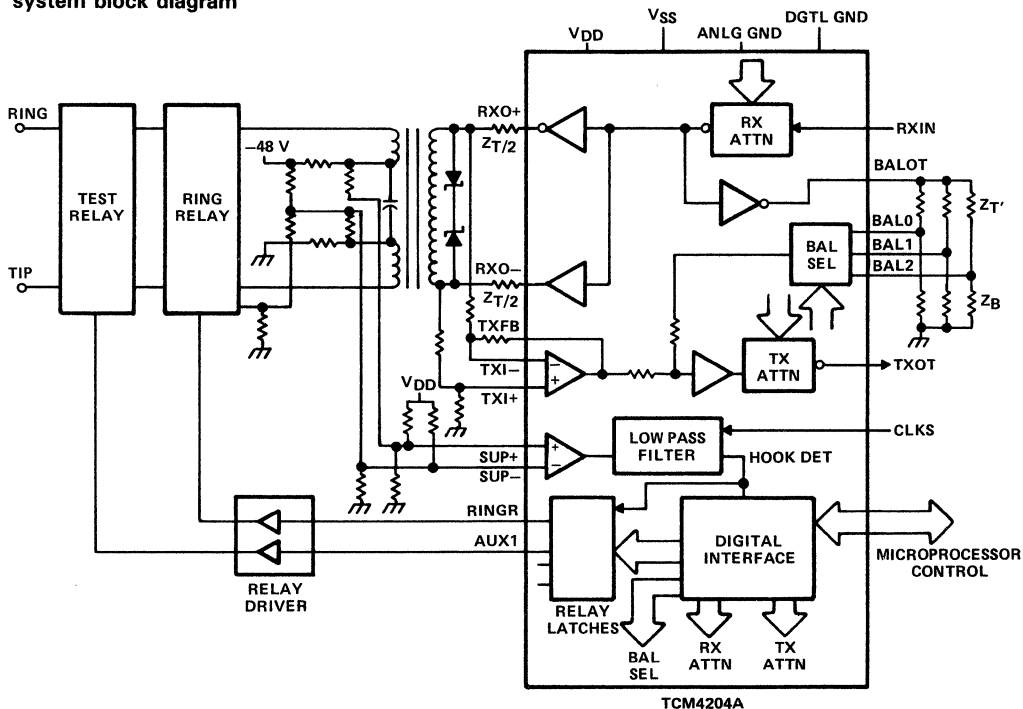 system block diagram
VDD
VSS
ANLG GND
DGTL GND
RING
TEST
RELAY
RING
RELAY
TIP
–48 V
RXO+
ZT/2
RXO–
ZT/2
TXFB
TXI–
TXI+
VDD
SUP+
SUP–
RINGR
AUX1
RELAY
DRIVER
RX
ATTN
RXIN
BALOT
BAL0
BAL1
BAL2
ZT'
ZB
BAL
SEL
–
+
TX
ATTN
TXOT
+
–
LOW PASS
FILTER
CLKS
HOOK DET
DIGITAL
INTERFACE
MICROPROCESSOR
CONTROL
RELAY
LATCHES
BAL
SEL
RX
ATTN
TX
ATTN
TCM4204A